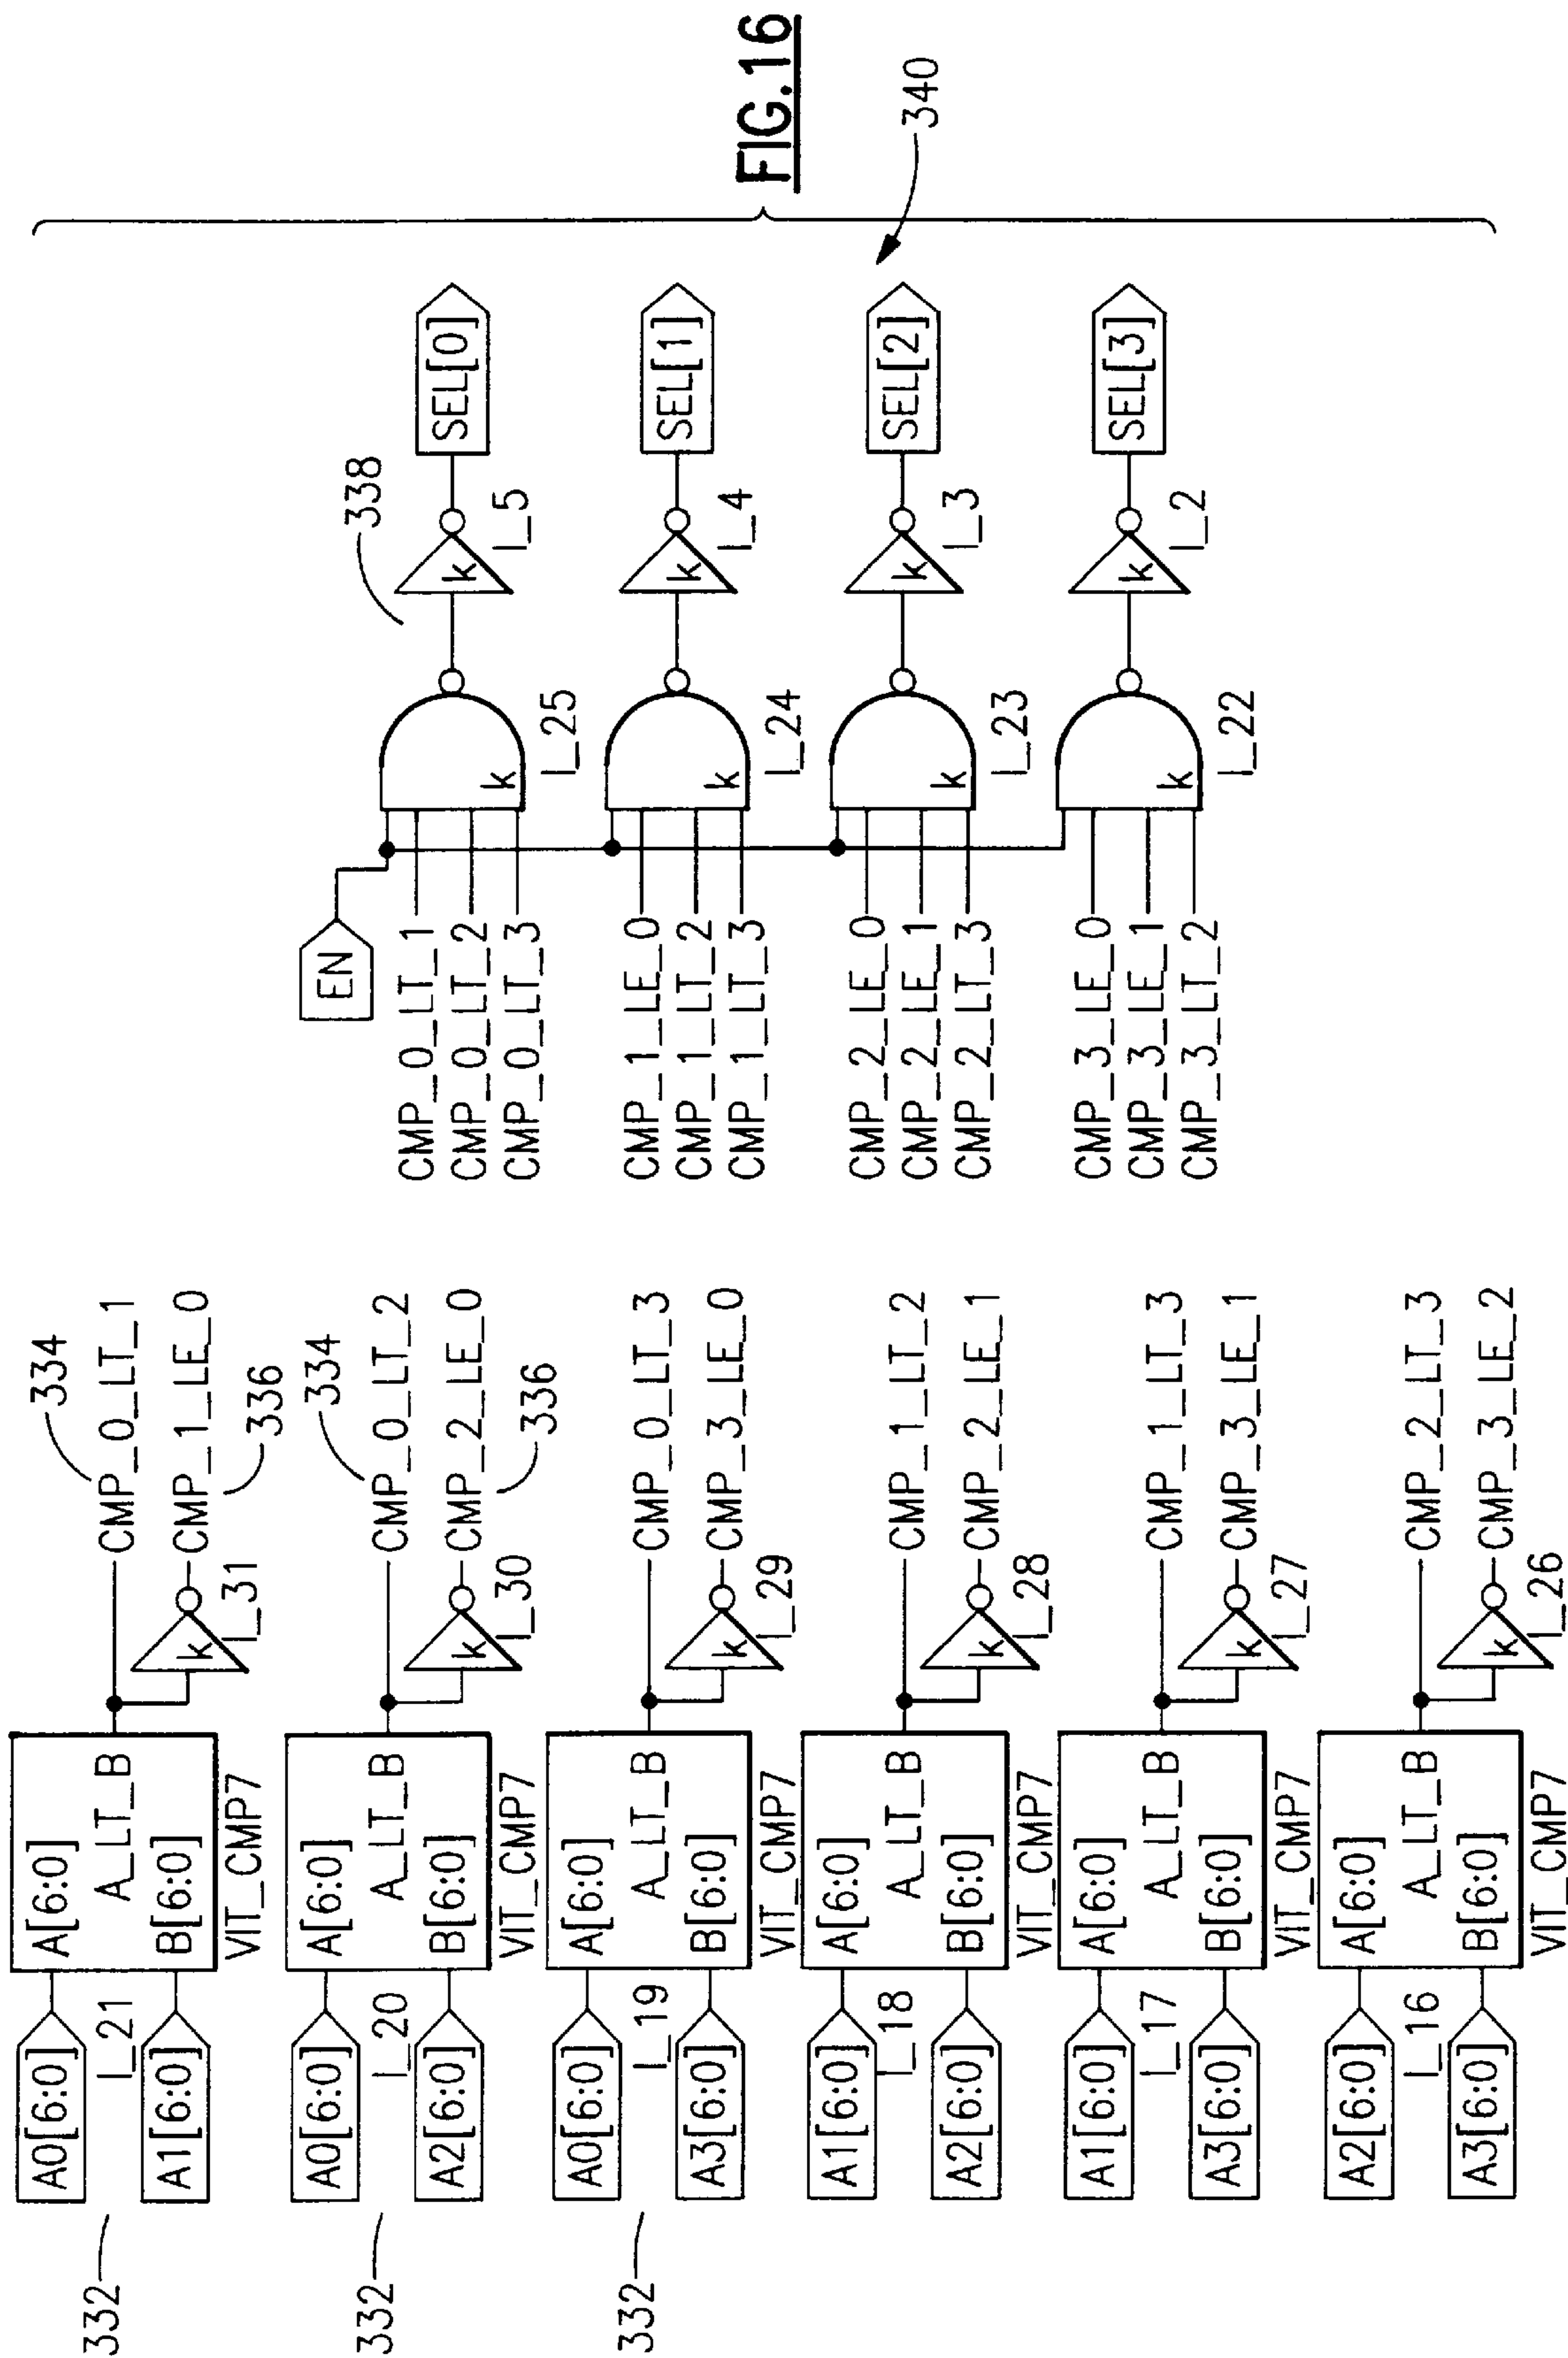 FIG.16
332
A0[6:0]
I_21
A1[6:0]
A[6:0]
A_LT_B
B[6:0]
VIT_CMP7
k
I_31
334
CMP_0_LT_1
CMP_1_LE_0
336
332
A0[6:0]
I_20
A2[6:0]
A[6:0]
A_LT_B
B[6:0]
VIT_CMP7
k
I_30
334
CMP_0_LT_2
CMP_2_LE_0
336
332
A0[6:0]
I_19
A3[6:0]
A[6:0]
A_LT_B
B[6:0]
VIT_CMP7
k
I_29
CMP_0_LT_3
CMP_3_LE_0
A1[6:0]
I_18
A2[6:0]
A[6:0]
A_LT_B
B[6:0]
VIT_CMP7
k
I_28
CMP_1_LT_2
CMP_2_LE_1
A1[6:0]
I_17
A3[6:0]
A[6:0]
A_LT_B
B[6:0]
VIT_CMP7
k
I_27
CMP_1_LT_3
CMP_3_LE_1
A2[6:0]
I_16
A3[6:0]
A[6:0]
A_LT_B
B[6:0]
VIT_CMP7
k
I_26
CMP_2_LT_3
CMP_3_LE_2
EN
CMP_0_LT_1
CMP_0_LT_2
CMP_0_LT_3
k
I_25
338
k
I_5
SEL[0]
CMP_1_LE_0
CMP_1_LT_2
CMP_1_LT_3
k
I_24
k
I_4
SEL[1]
CMP_2_LE_0
CMP_2_LE_1
CMP_2_LT_3
k
I_23
k
I_3
SEL[2]
340
CMP_3_LE_0
CMP_3_LE_1
CMP_3_LT_2
k
I_22
k
I_2
SEL[3]